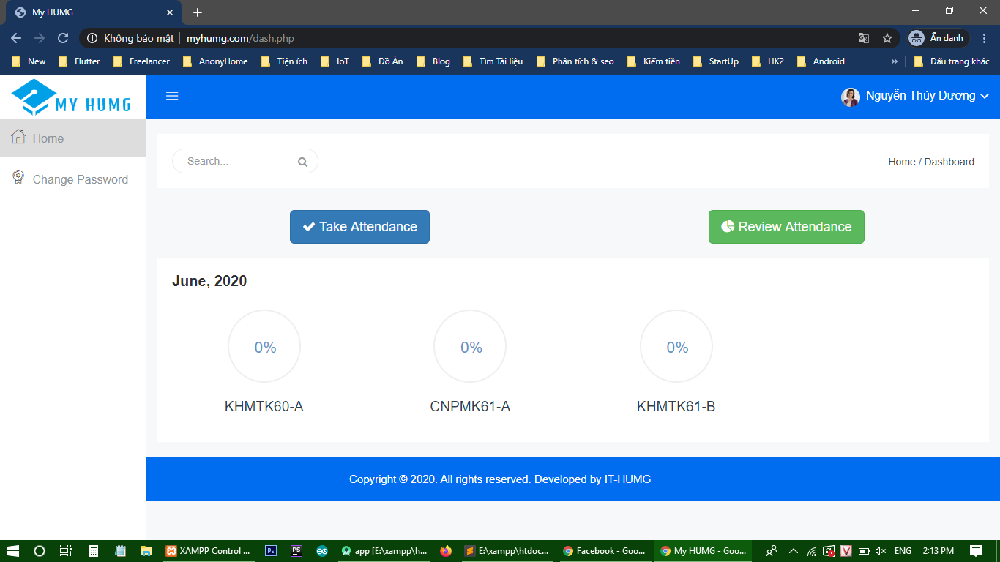 My HUMG
Không bảo mật myhumg.com/dash.php Ẩn danh
New Flutter Freelancer AnonyHome Tiện ích IoT Đồ Án Blog Tìm Tài liệu Phân tích & seo Kiếm tiền StartUp HK2 Android » Dấu trang khác
MY HUMG
Nguyễn Thùy Dương
Home
Change Password
Search...
Home / Dashboard
Take Attendance
Review Attendance
June, 2020
0% 0% 0%
KHMTK60-A CNPMK61-A KHMTK61-B
Copyright © 2020. All rights reserved. Developed by IT-HUMG
XAMPP Control ... Ps PS app [E:\xampp\h... E:\xampp\htdoc... Facebook - Goo... My HUMG - Goo... V ENG 2:13 PM